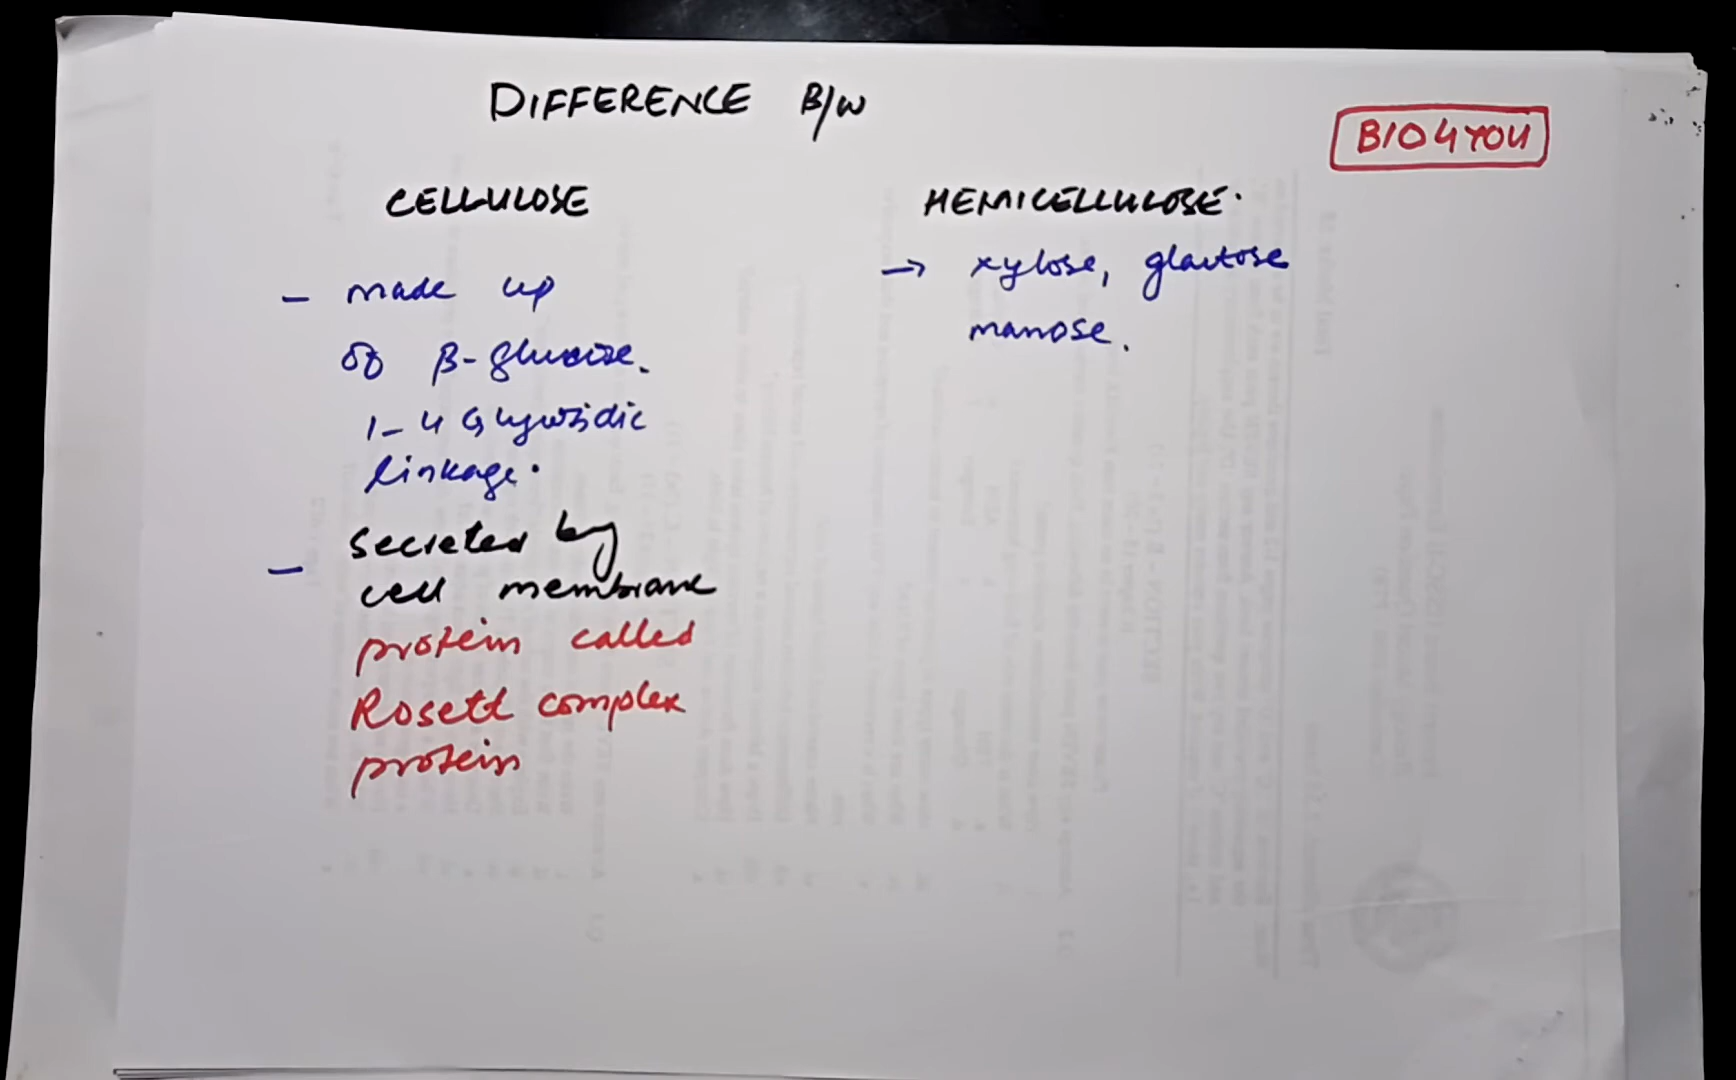 DIFFERENCE B/W
BIO4YOU
CELLULOSE
- made up
of β-glucose.
1-4 Glycosidic
linkage.
- secreted by
cell membrane
protein called
Rosett complex
protein
HEMICELLULOSE.
→ xylose, glactose
manose.